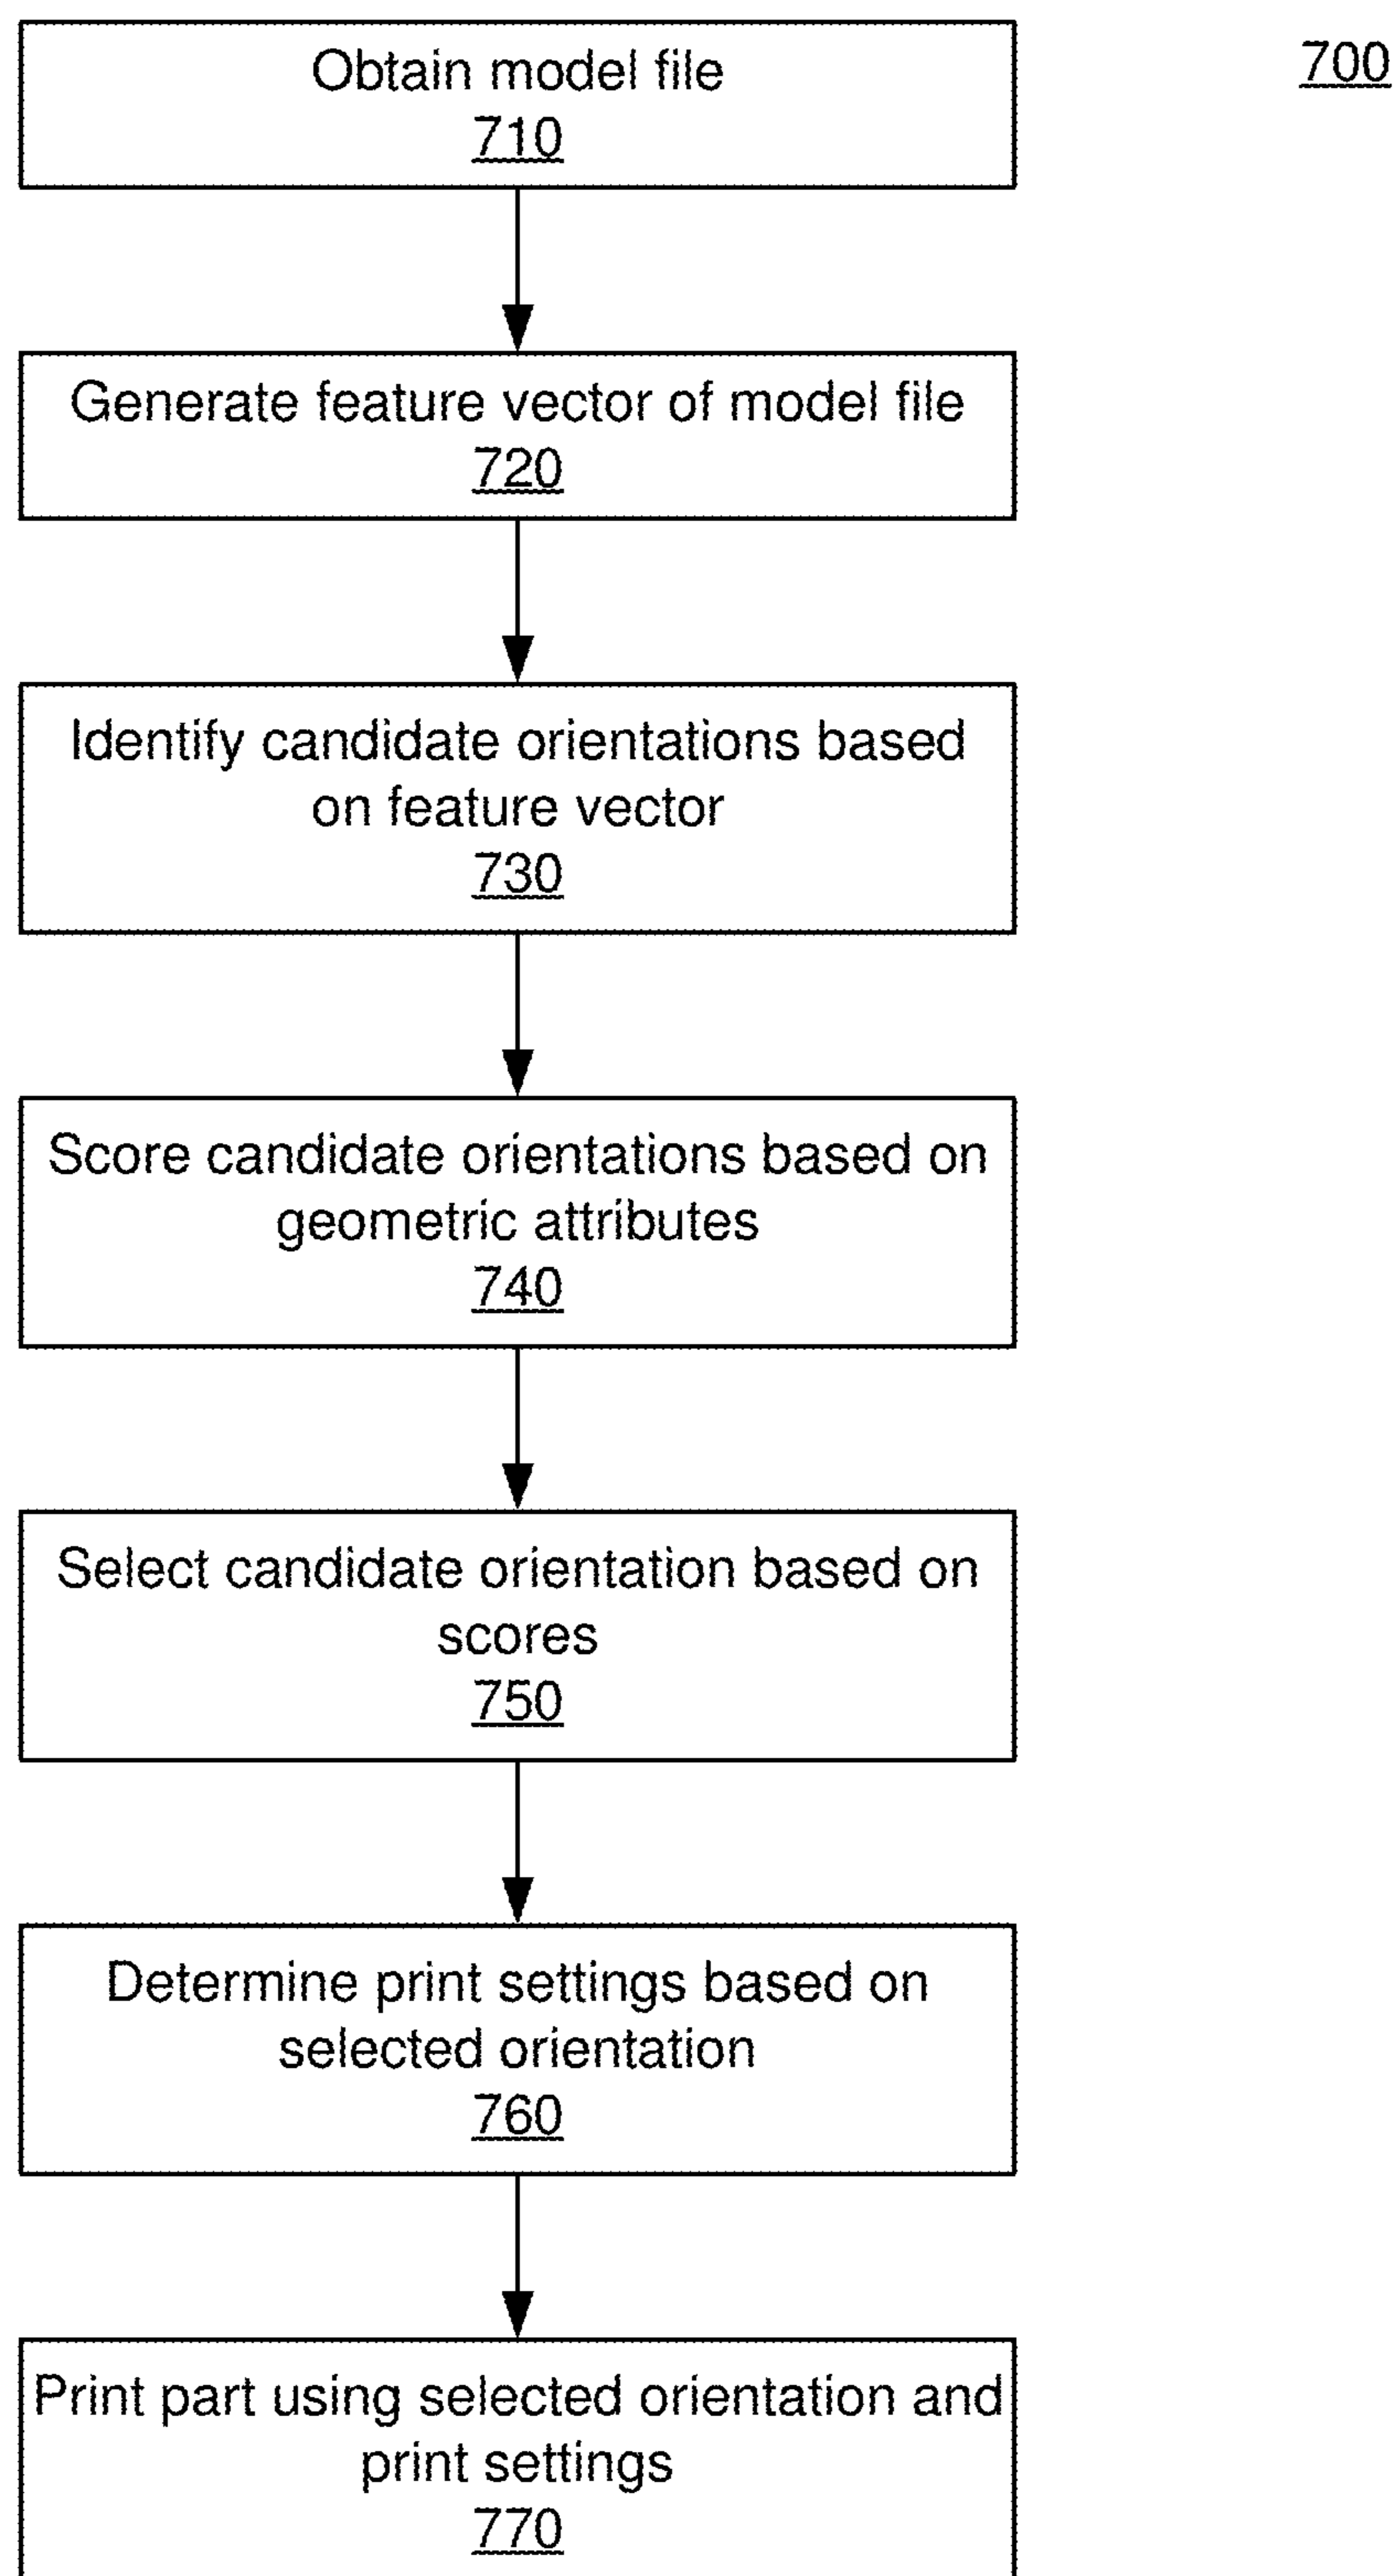 700
Obtain model file
710
Generate feature vector of model file
720
Identify candidate orientations based
on feature vector
730
Score candidate orientations based on
geometric attributes
740
Select candidate orientation based on
scores
750
Determine print settings based on
selected orientation
760
Print part using selected orientation and
print settings
770